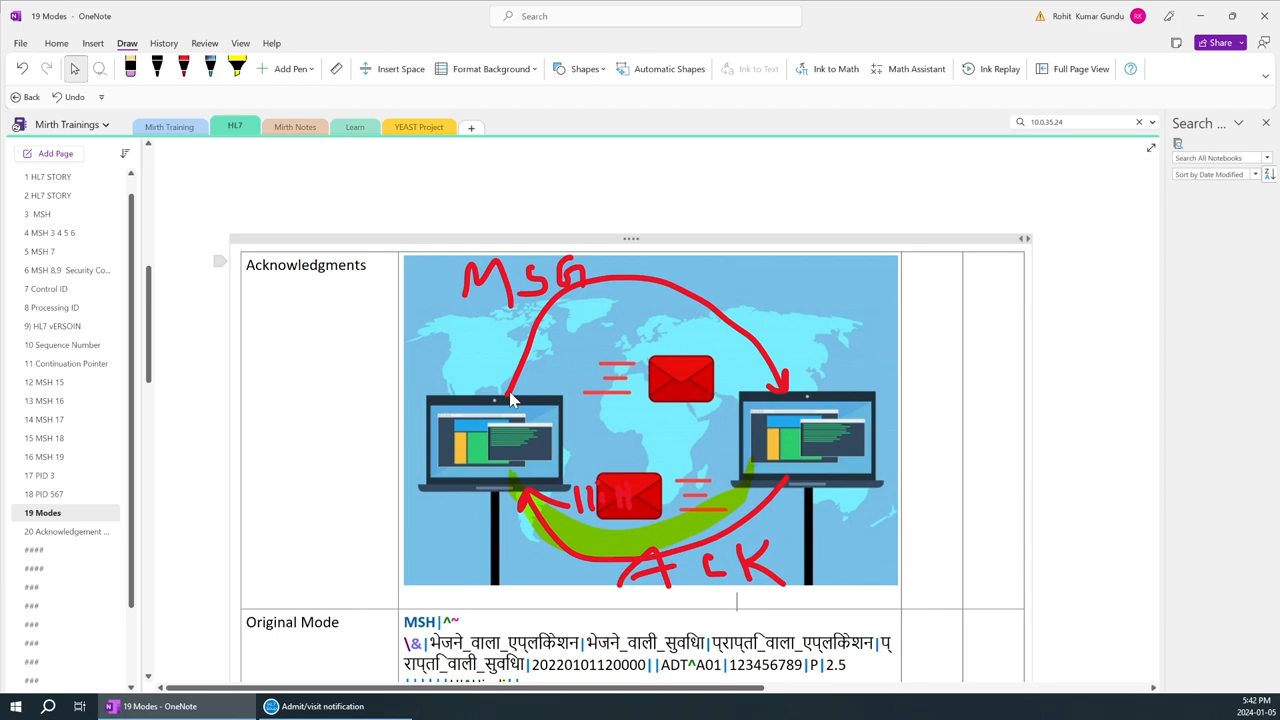 19 Modes - OneNote
Search
Rohit Kumar Gundu
RK
File Home Insert Draw History Review View Help
Share
Add Pen
Insert Space
Format Background
Shapes
Automatic Shapes
Ink to Text
Ink to Math
Math Assistant
Ink Replay
Full Page View
Back
Undo
Mirth Trainings
Mirth Training
HL7
Mirth Notes
Learn
YEAST Project
10.0.35.24
Search ...
Search All Notebooks
Sort by Date Modified
Add Page
1 HL7 STORY
2 HL7 STORY
3 MSH
4 MSH 3 4 5 6
5 MSH 7
6 MSH 8,9 Security Co...
7 Control ID
8 Processing ID
9) HL7 vERSOIN
10 Sequence Number
11 Continuation Pointer
12 MSH 15
13 MSH 16
14 MSH 17
15 MSH 18
16 MSH 19
17 PID 3
18 PID 567
19 Modes
20 Acknowledgement ...
####
####
###
###
###
###
###
###
Acknowledgments
MSG
ACK
Original Mode
MSH|^~
\&|भेजने_वाला_एप्लिकेशन|भेजने_वाली_सुविधा|प्राप्ति_वाला_एप्लिकेशन|प्
राप्ति_वाली_सुविधा|20220101120000||ADT^A01|123456789|P|2.5
19 Modes - OneNote
Admit/visit notification
5:42 PM
2024-01-05